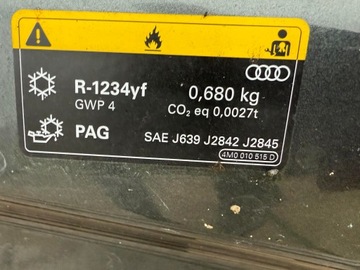 R-1234yf 0,680 kg
GWP 4 CO₂ eq 0,0027t
PAG SAE J639 J2842 J2845
4M0 010 515 D